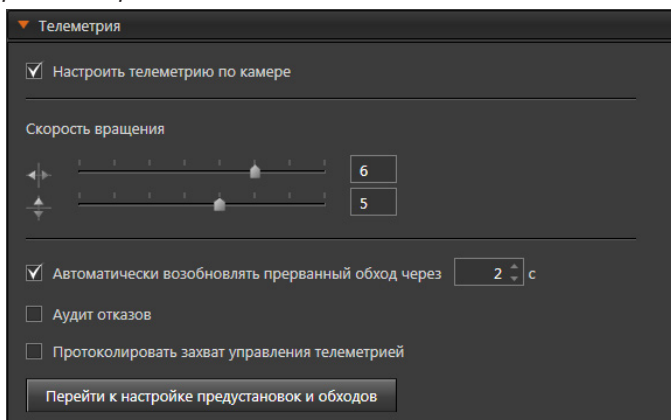 Телеметрия
Настроить телеметрию по камере
Скорость вращения
6
5
Автоматически возобновлять прерванный обход через 2 с
Аудит отказов
Протоколировать захват управления телеметрией
Перейти к настройке предустановок и обходов